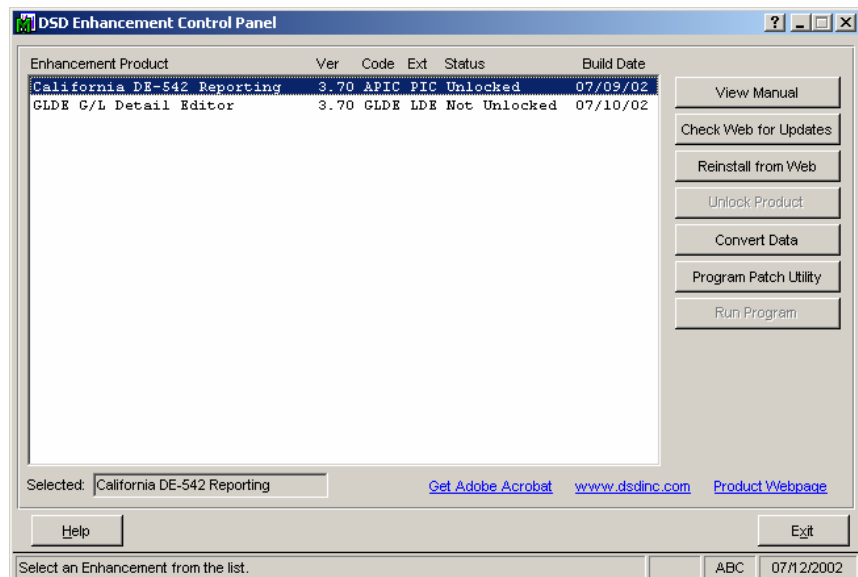 DSD Enhancement Control Panel
Enhancement Product Ver Code Ext Status Build Date
California DE-542 Reporting 3.70 APIC PIC Unlocked 07/09/02
GLDE G/L Detail Editor 3.70 GLDE LDE Not Unlocked 07/10/02
View Manual
Check Web for Updates
Reinstall from Web
Unlock Product
Convert Data
Program Patch Utility
Run Program
Selected: California DE-542 Reporting Get Adobe Acrobat www.dsdinc.com Product Webpage
Help Exit
Select an Enhancement from the list. ABC 07/12/2002